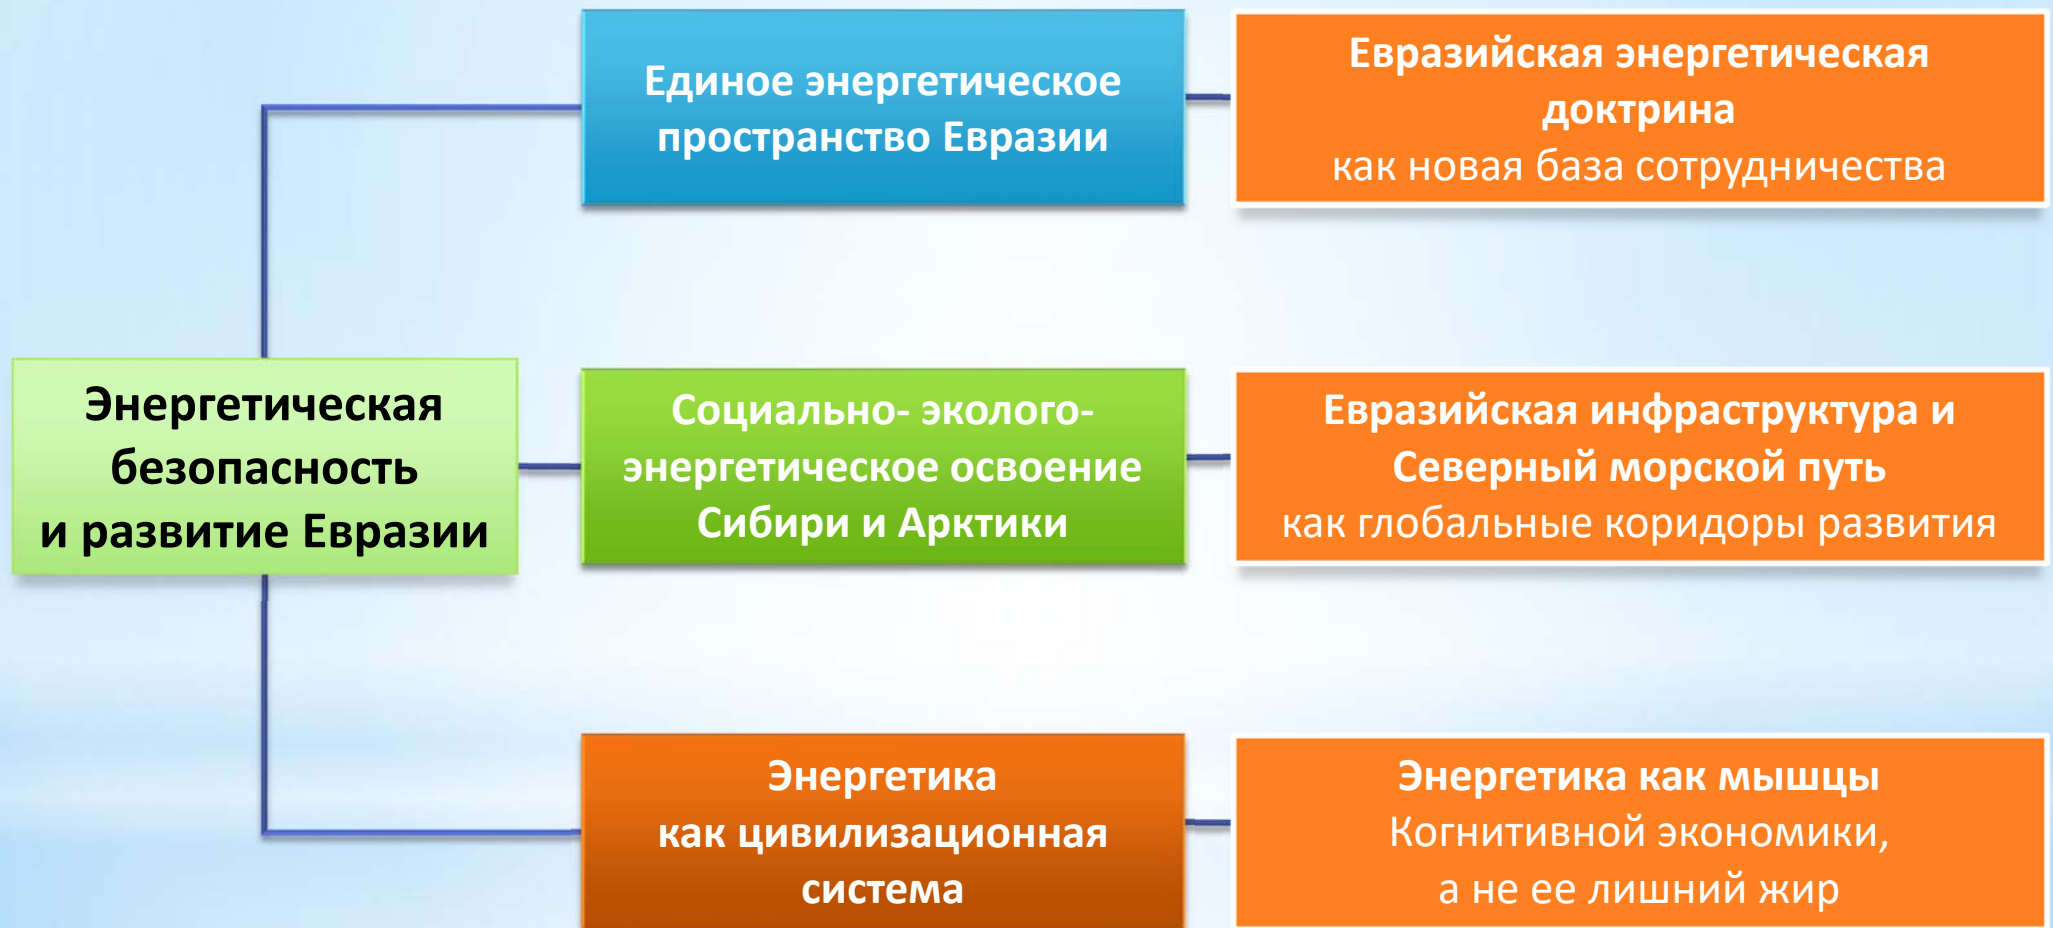 Единое энергетическое
пространство Евразии
Евразийская энергетическая
доктрина
как новая база сотрудничества
Энергетическая
безопасность
и развитие Евразии
Социально- эколого-
энергетическое освоение
Сибири и Арктики
Евразийская инфраструктура и
Северный морской путь
как глобальные коридоры развития
Энергетика
как цивилизационная
система
Энергетика как мышцы
Когнитивной экономики,
а не ее лишний жир